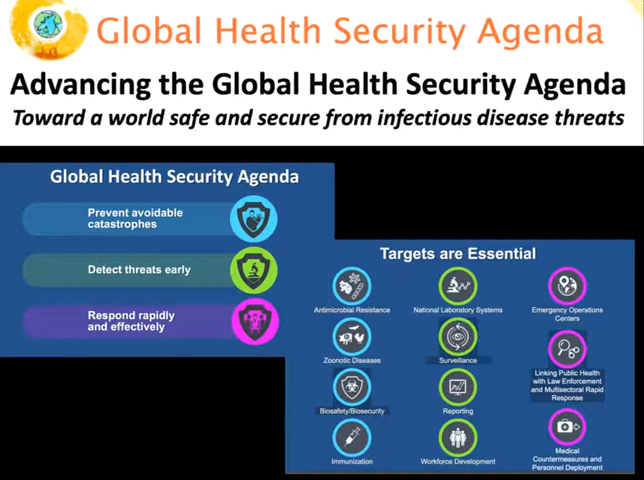 Global Health Security Agenda
Advancing the Global Health Security Agenda
Toward a world safe and secure from infectious disease threats
Global Health Security Agenda
Prevent avoidable
catastrophes
Detect threats early
Respond rapidly
and effectively
Targets are Essential
Antimicrobial Resistance
National Laboratory Systems
Emergency Operations
Centers
Zoonotic Diseases
Surveillance
Linking Public Health
with Law Enforcement
and Multisectoral Rapid
Response
Biosafety/Biosecurity
Reporting
Immunization
Workforce Development
Medical
Countermeasures and
Personnel Deployment